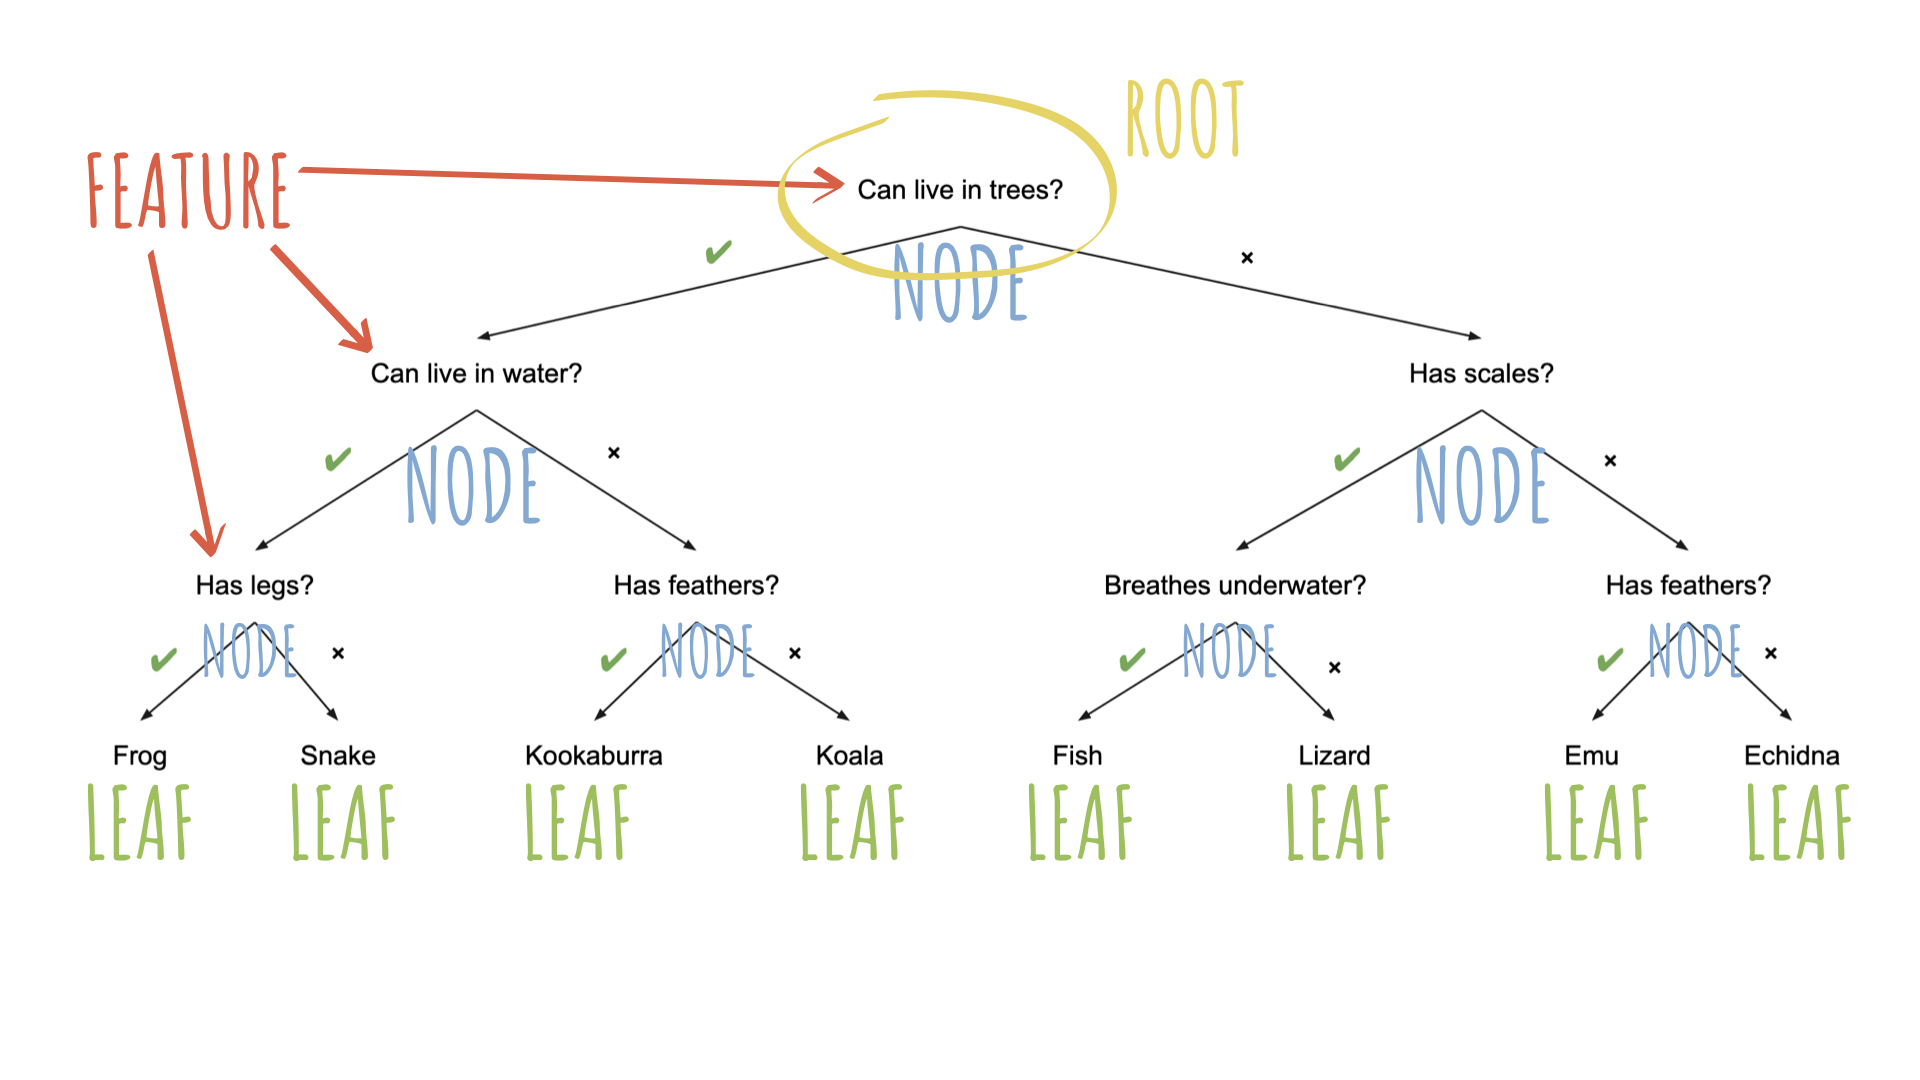 ROOT
FEATURE
Can live in trees?
✔ ×
NODE
Can live in water? Has scales?
✔ × ✔ ×
NODE NODE
Has legs? Has feathers? Breathes underwater? Has feathers?
✔ NODE × ✔ NODE × ✔ NODE × ✔ NODE ×
Frog Snake Kookaburra Koala Fish Lizard Emu Echidna
LEAF LEAF LEAF LEAF LEAF LEAF LEAF LEAF